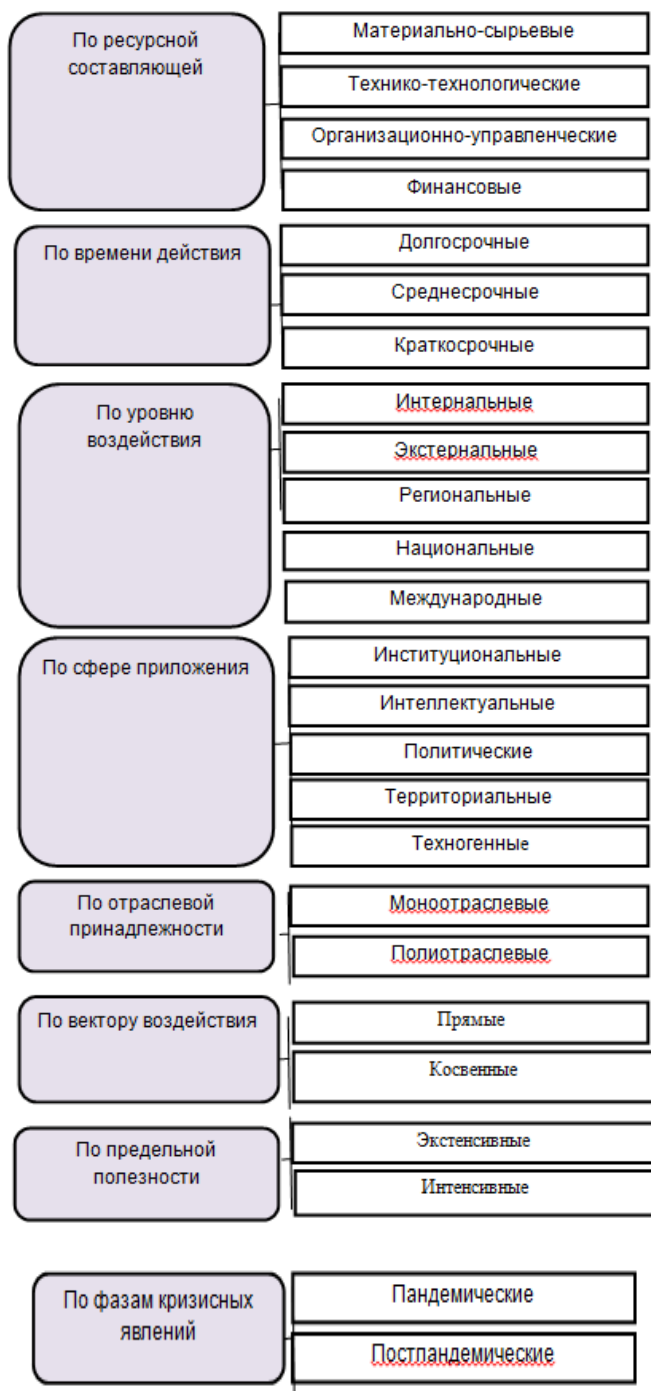 По ресурсной
составляющей
Материально-сырьевые
Технико-технологические
Организационно-управленческие
Финансовые
По времени действия
Долгосрочные
Среднесрочные
Краткосрочные
По уровню
воздействия
Интернальные
Экстернальные
Региональные
Национальные
Международные
По сфере приложения
Институциональные
Интеллектуальные
Политические
Территориальные
Техногенные
По отраслевой
принадлежности
Моноотраслевые
Полиотраслевые
По вектору воздействия
Прямые
Косвенные
По предельной
полезности
Экстенсивные
Интенсивные
По фазам кризисных
явлений
Пандемические
Постпандемические